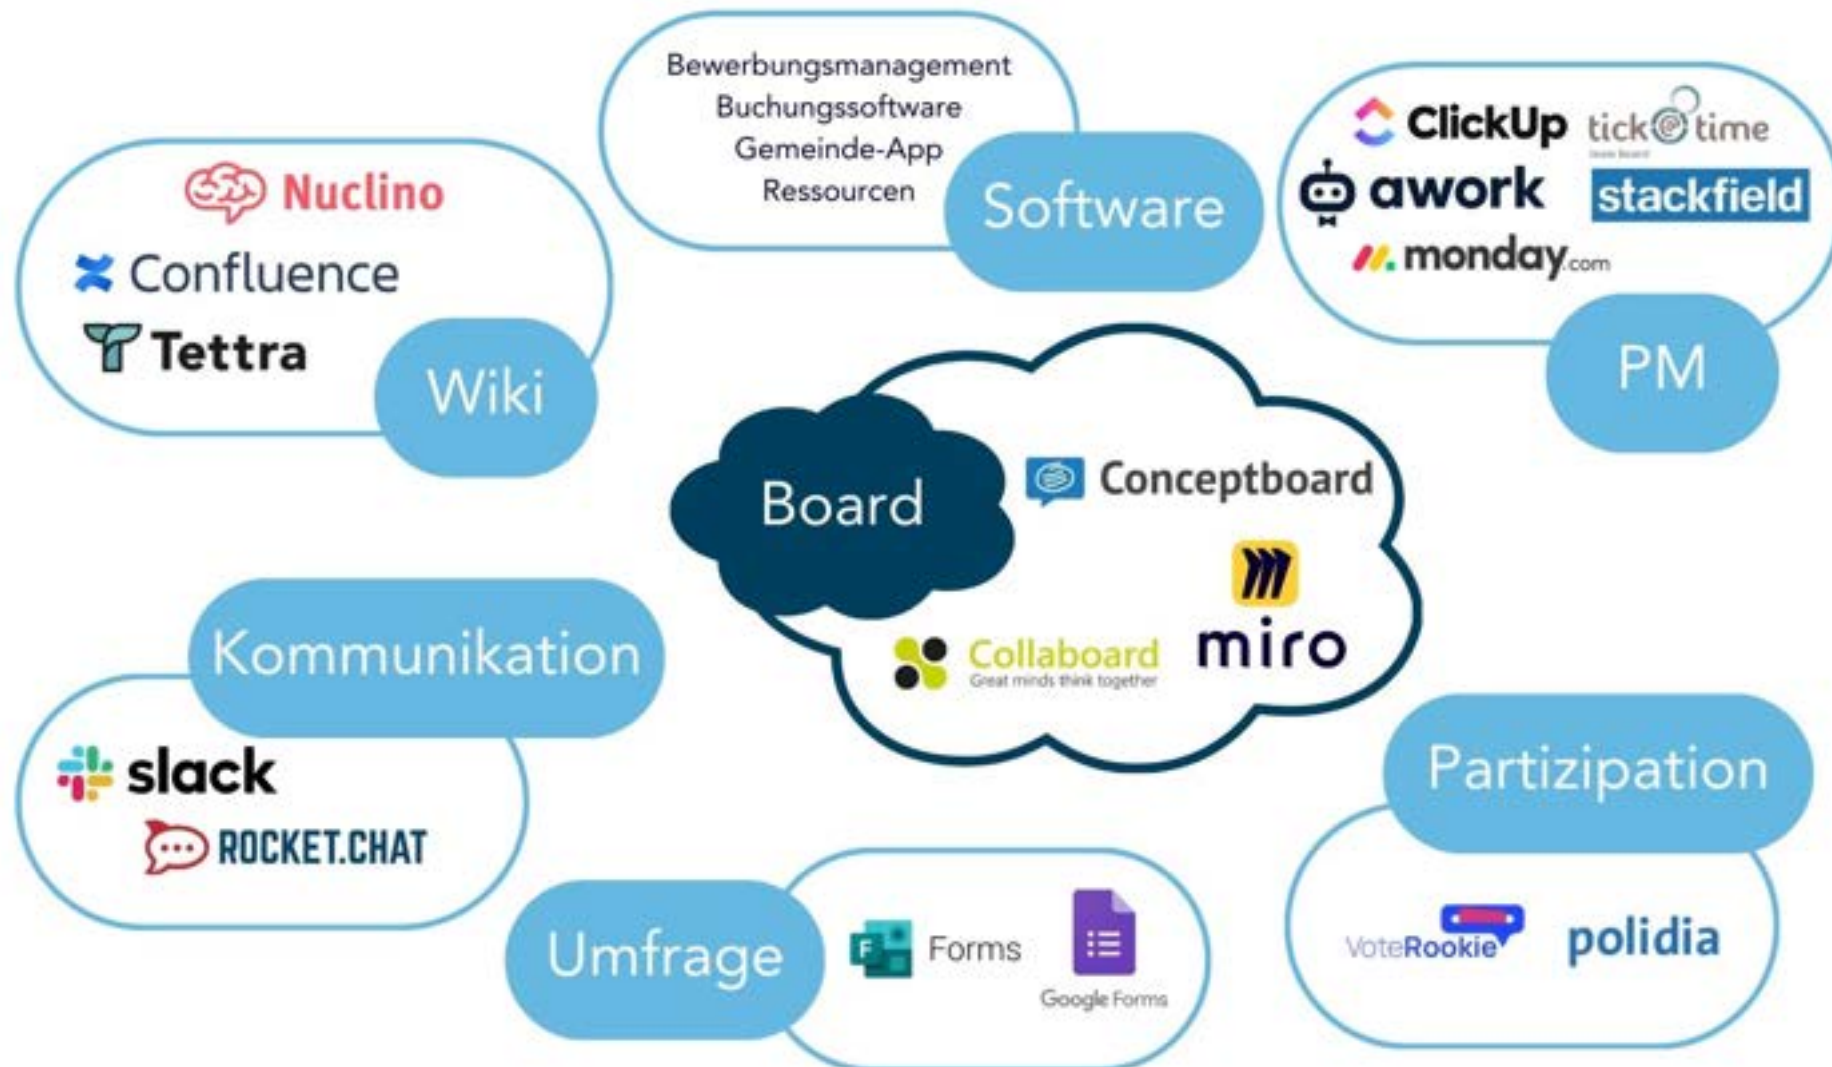 Bewerbungsmanagement
Buchungssoftware
Gemeinde-App
Ressourcen
Software
Nuclino
Confluence
Tettra
Wiki
ClickUp
tick@time
awork
stackfield
monday.com
PM
Board
Conceptboard
miro
Collaboard
Great minds think together
Kommunikation
slack
ROCKET.CHAT
Umfrage
F Forms
Google Forms
Partizipation
VoteRookie
polidia